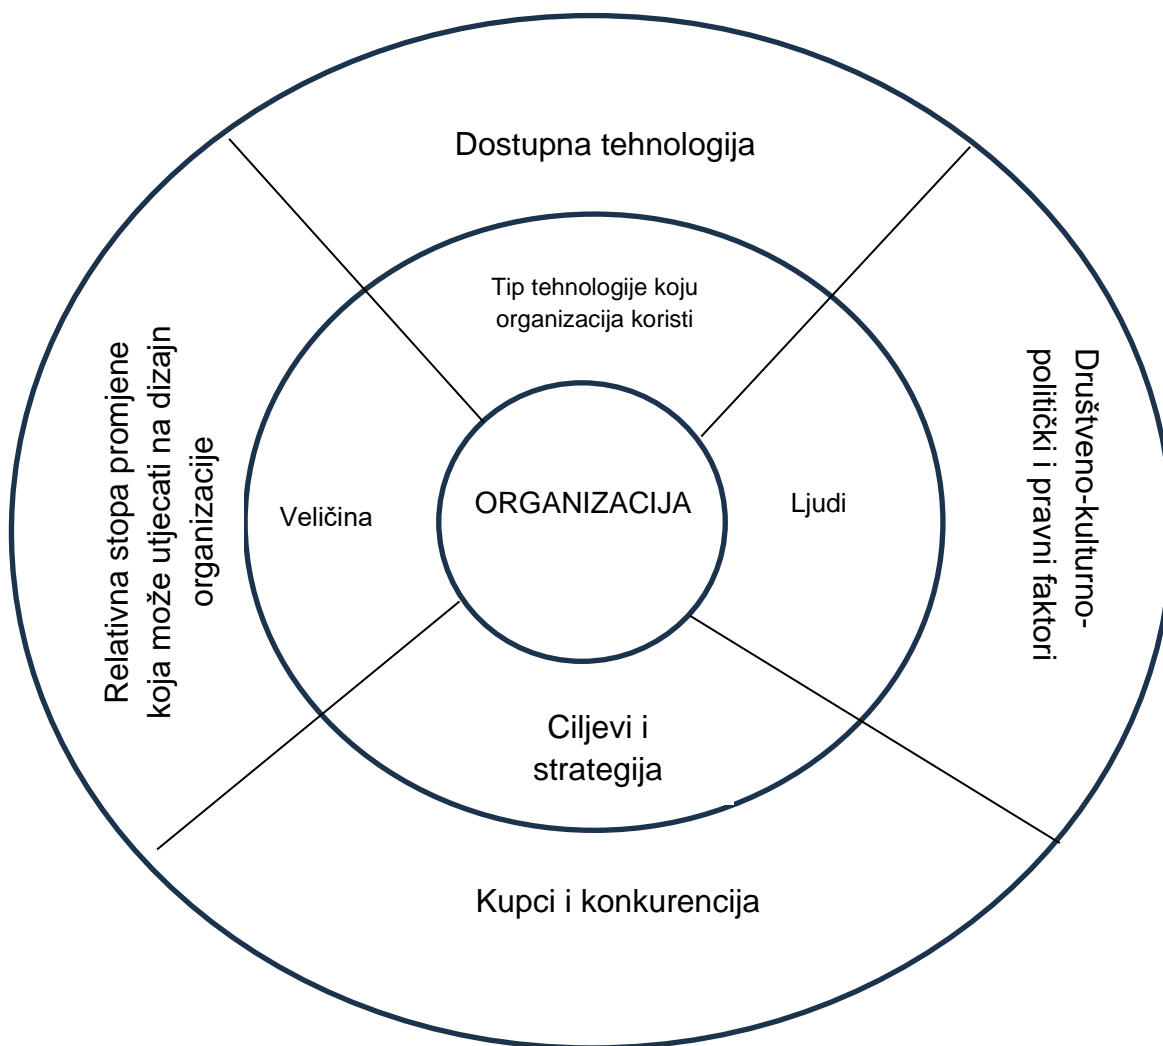 Dostupna tehnologija
Tip tehnologije koju
organizacija koristi
Relativna stopa promjene
koja može utjecati na dizajn
organizacije
Veličina
ORGANIZACIJA
Ljudi
Društveno-kulturno-
politički i pravni faktori
Ciljevi i
strategija
Kupci i konkurencija